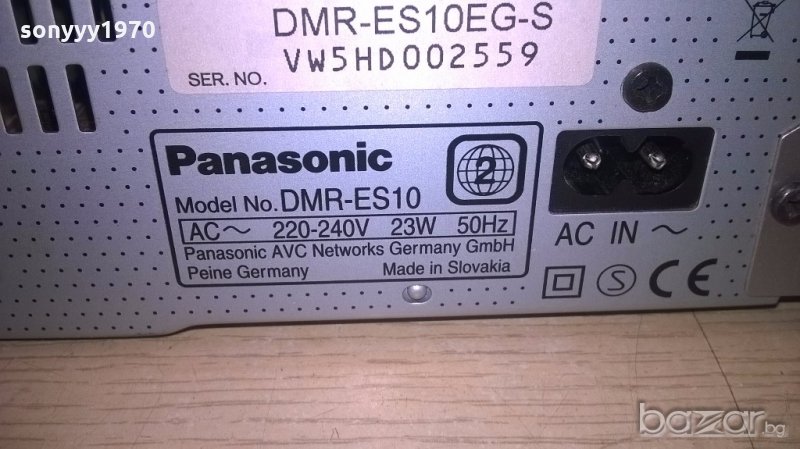 sonyyy1970
DMR-ES10EG-S
VW5HD002559
SER. NO.
Panasonic
2
Model No. DMR-ES10
AC～ 220-240V 23W 50Hz
Panasonic AVC Networks Germany GmbH
Peine Germany Made in Slovakia
AC IN ～
S CE
bazar.bg